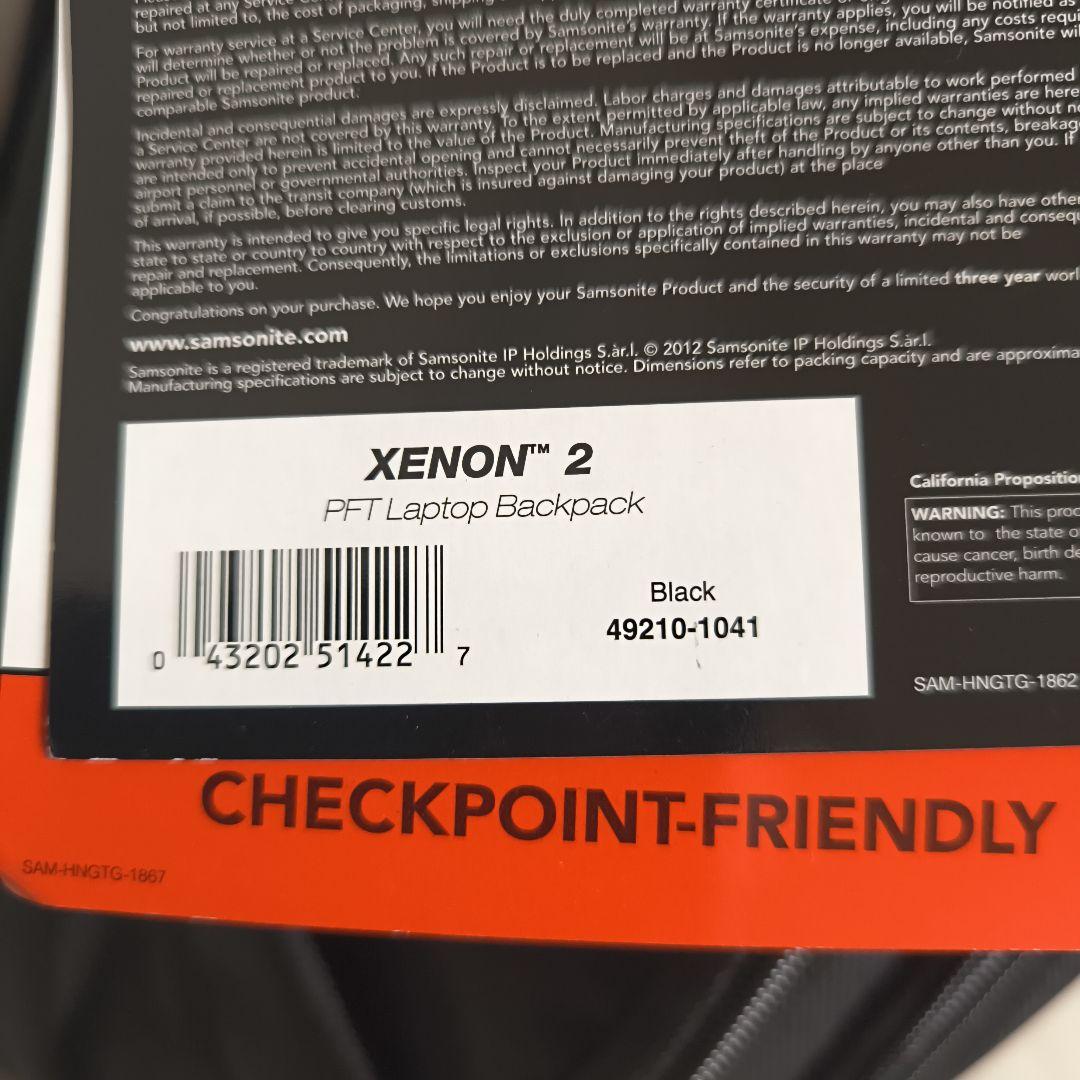 repaired at any Service
but not limited to, the cost of packaging, shipping
For warranty service at a Service Center, you will need the duly completed warranty certificate
will determine whether or not the problem is covered by Samsonite's warranty. If the warranty applies, you will be notified as
Product will be repaired or replaced. Any such repair or replacement will be at Samsonite's expense, including any costs requi
repaired or replacement product to you. If the Product is to be replaced and the Product is no longer available, Samsonite wil
comparable Samsonite product.
Incidental and consequential damages are expressly disclaimed. Labor charges and damages attributable to work performed
a Service Center are not covered by this warranty. To the extent permitted by applicable law, any implied warranties are here
warranty provided herein is limited to the value of the Product. Manufacturing specifications are subject to change without no
are intended only to prevent accidental opening and cannot necessarily prevent theft of the Product or its contents, breakag
airport personnel or governmental authorities. Inspect your Product immediately after handling by anyone other than you. If
submit a claim to the transit company (which is insured against damaging your product) at the place
of arrival, if possible, before clearing customs.
This warranty is intended to give you specific legal rights. In addition to the rights described herein, you may also have other
state to state or country to country with respect to the exclusion or application of implied warranties, incidental and consequ
repair and replacement. Consequently, the limitations or exclusions specifically contained in this warranty may not be
applicable to you.
Congratulations on your purchase. We hope you enjoy your Samsonite Product and the security of a limited three year worl
www.samsonite.com
Samsonite is a registered trademark of Samsonite IP Holdings S.àr.l. © 2012 Samsonite IP Holdings S.àr.l.
Manufacturing specifications are subject to change without notice. Dimensions refer to packing capacity and are approxima
XENON™ 2
PFT Laptop Backpack
0 43202 51422 7
Black
49210-1041
California Propositio
WARNING: This proc
known to the state o
cause cancer, birth de
reproductive harm.
SAM-HNGTG-1862
CHECKPOINT-FRIENDLY
SAM-HNGTG-1867